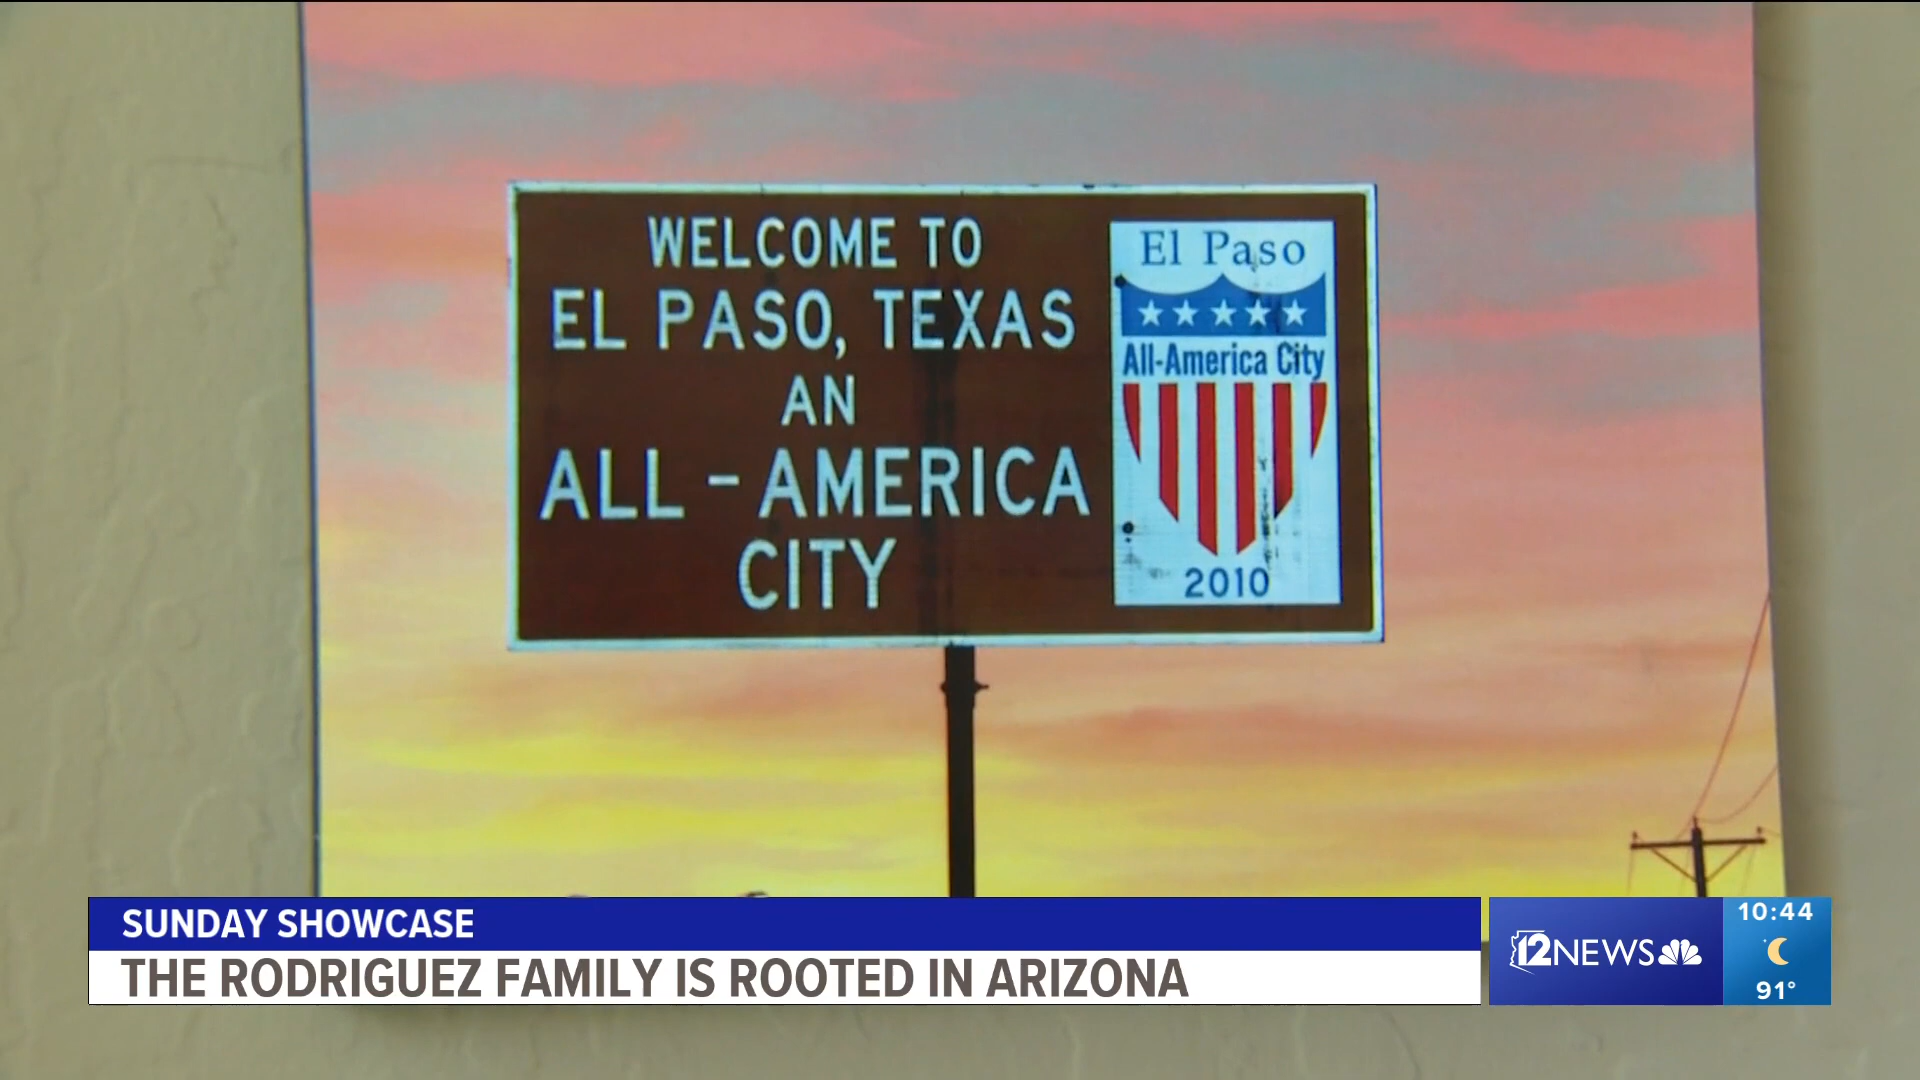 WELCOME TO
EL PASO, TEXAS
AN
ALL - AMERICA
CITY
El Paso
All-America City
2010
SUNDAY SHOWCASE
THE RODRIGUEZ FAMILY IS ROOTED IN ARIZONA
12NEWS
10:44
91°